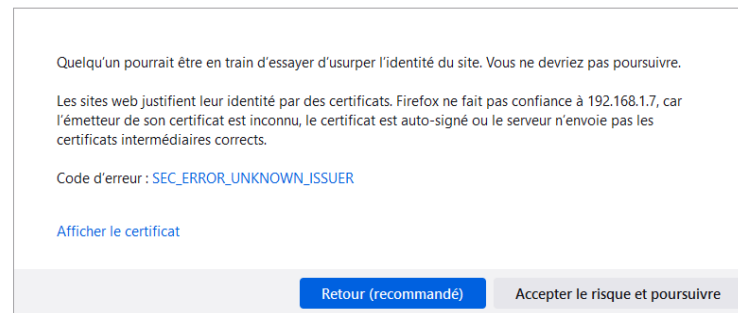 Quelqu’un pourrait être en train d’essayer d’usurper l’identité du site. Vous ne devriez pas poursuivre.
Les sites web justifient leur identité par des certificats. Firefox ne fait pas confiance à 192.168.1.7, car
l’émetteur de son certificat est inconnu, le certificat est auto-signé ou le serveur n’envoie pas les
certificats intermédiaires corrects.
Code d’erreur : SEC_ERROR_UNKNOWN_ISSUER
Afficher le certificat
Retour (recommandé)
Accepter le risque et poursuivre